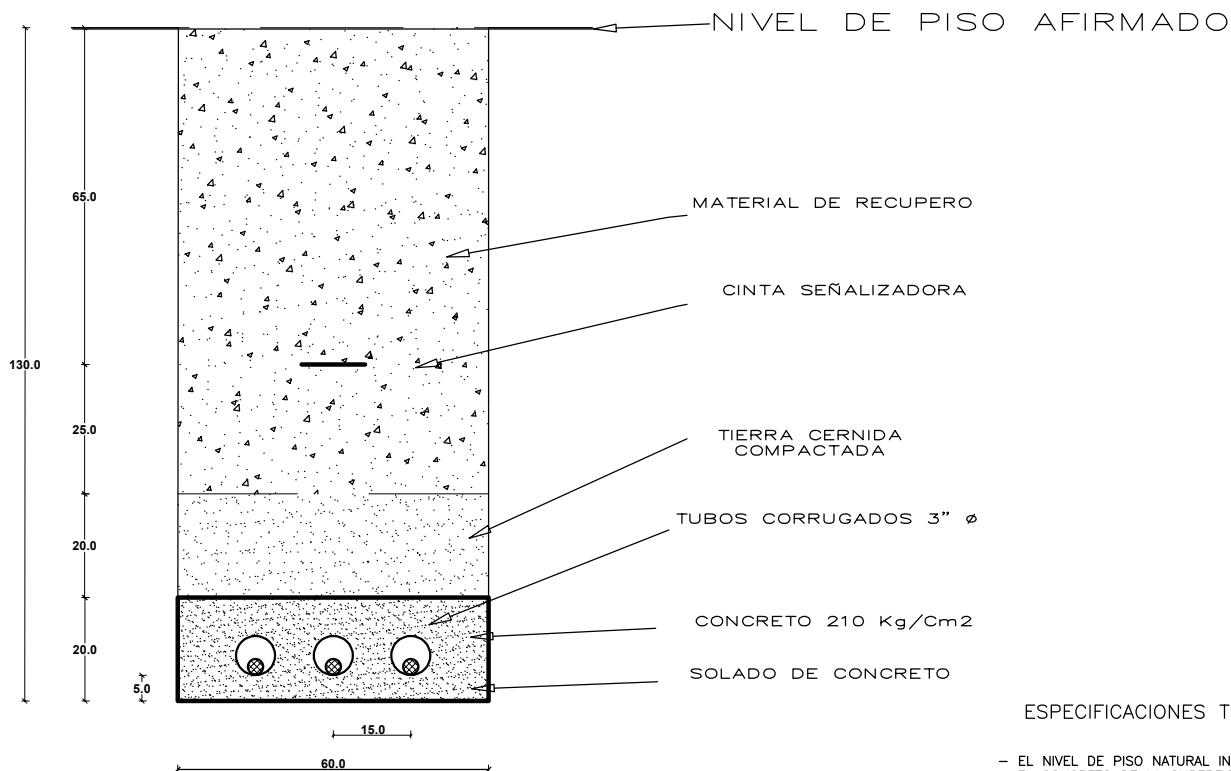 NIVEL DE PISO AFIRMADO
65.0
MATERIAL DE RECUPERO
CINTA SEÑALIZADORA
130.0
25.0
TIERRA CERNIDA
COMPACTADA
TUBOS CORRUGADOS 3" ø
20.0
CONCRETO 210 Kg/Cm2
20.0
SOLADO DE CONCRETO
5.0
ESPECIFICACIONES T
15.0
60.0
– EL NIVEL DE PISO NATURAL IN